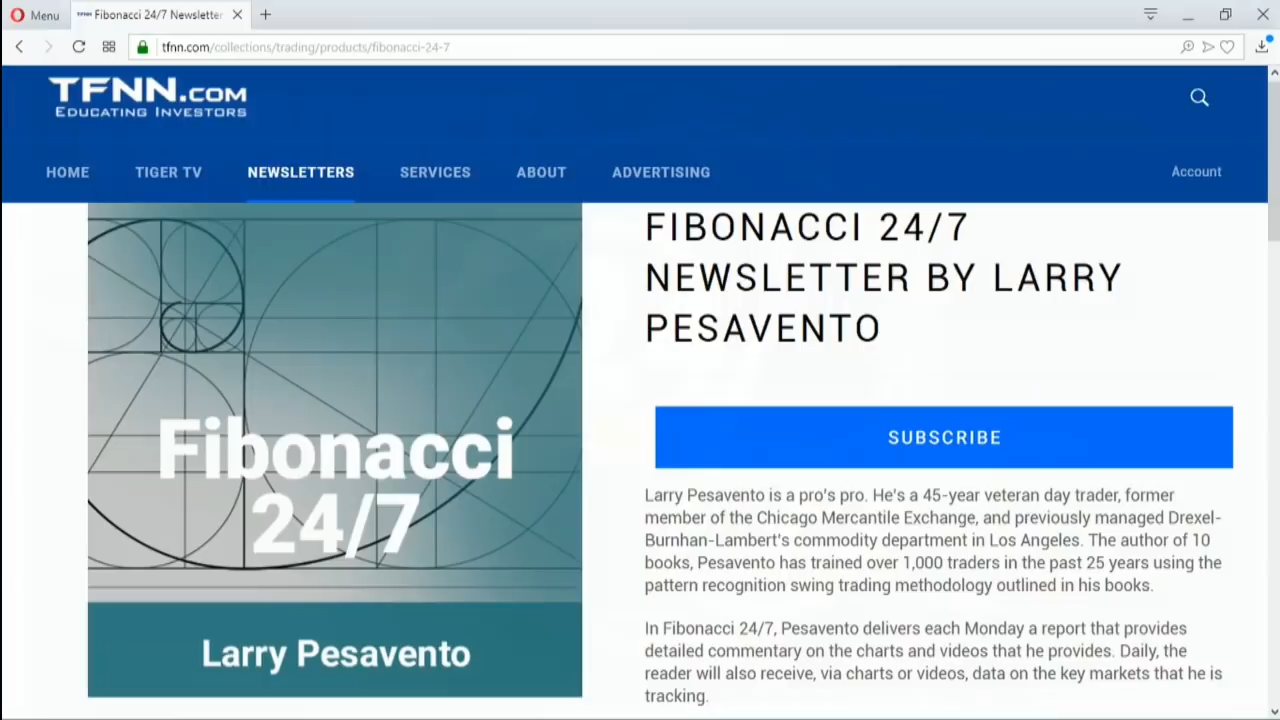 Menu
Fibonacci 24/7 Newsletter
tfnn.com/collections/trading/products/fibonacci-24-7
TFNN.COM
EDUCATING INVESTORS
HOME TIGER TV NEWSLETTERS SERVICES ABOUT ADVERTISING Account
FIBONACCI 24/7
NEWSLETTER BY LARRY
PESAVENTO
Fibonacci
24/7
Larry Pesavento
SUBSCRIBE
Larry Pesavento is a pro's pro. He's a 45-year veteran day trader, former
member of the Chicago Mercantile Exchange, and previously managed Drexel-
Burnhan-Lambert's commodity department in Los Angeles. The author of 10
books, Pesavento has trained over 1,000 traders in the past 25 years using the
pattern recognition swing trading methodology outlined in his books.
In Fibonacci 24/7, Pesavento delivers each Monday a report that provides
detailed commentary on the charts and videos that he provides. Daily, the
reader will also receive, via charts or videos, data on the key markets that he is
tracking.